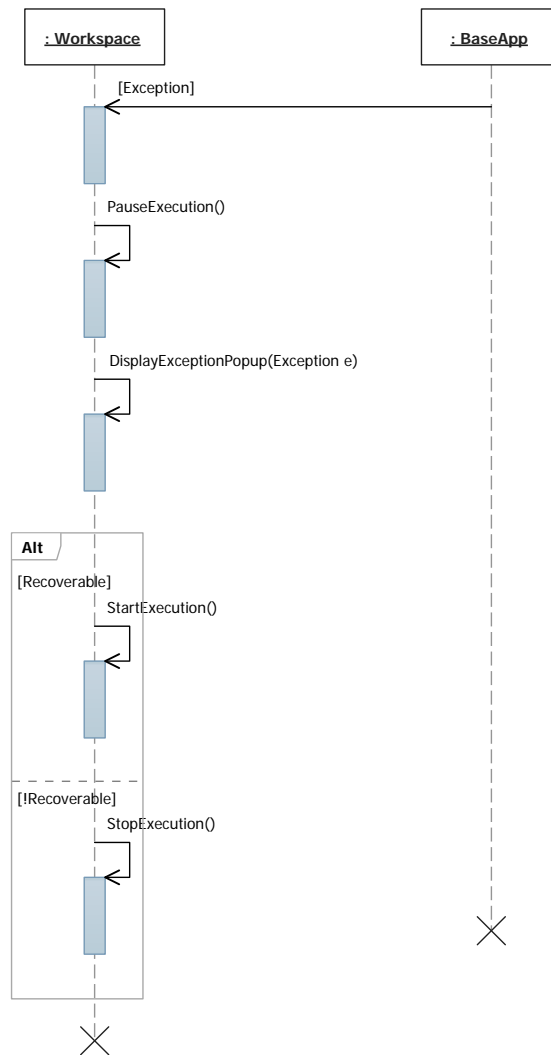 : Workspace
: BaseApp
[Exception]
PauseExecution()
DisplayExceptionPopup(Exception e)
Alt
[Recoverable]
StartExecution()
[!Recoverable]
StopExecution()